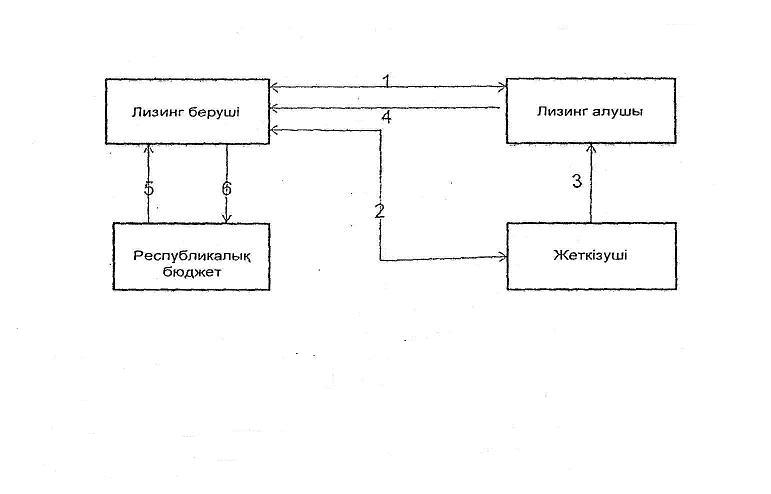 1
Лизинг беруші
4
Лизинг алушы
5
6
2
3
Республикалық
бюджет
Жеткізуші